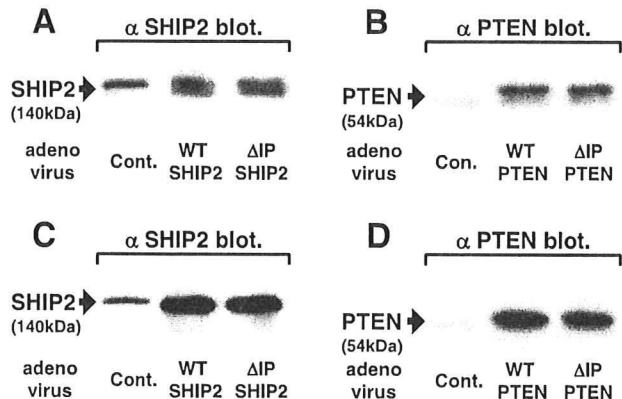 A
α SHIP2 blot.
SHIP2
(140kDa)
adeno
virus
Cont.
WT
SHIP2
ΔIP
SHIP2
B
α PTEN blot.
PTEN
(54kDa)
adeno
virus
Con.
WT
PTEN
ΔIP
PTEN
C
α SHIP2 blot.
SHIP2
(140kDa)
adeno
virus
Cont.
WT
SHIP2
ΔIP
SHIP2
D
α PTEN blot.
PTEN
(54kDa)
adeno
virus
Cont.
WT
PTEN
ΔIP
PTEN